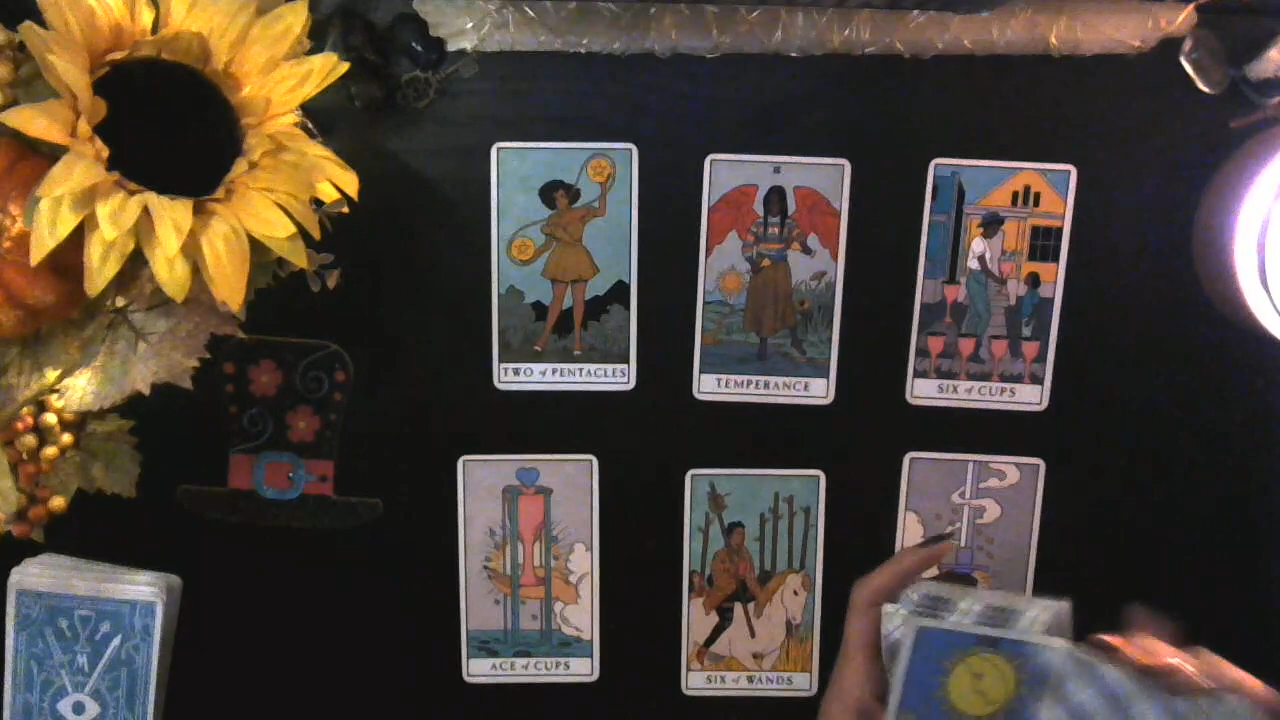 TWO of PENTACLES
TEMPERANCE
SIX of CUPS
ACE of CUPS
SIX of WANDS
M